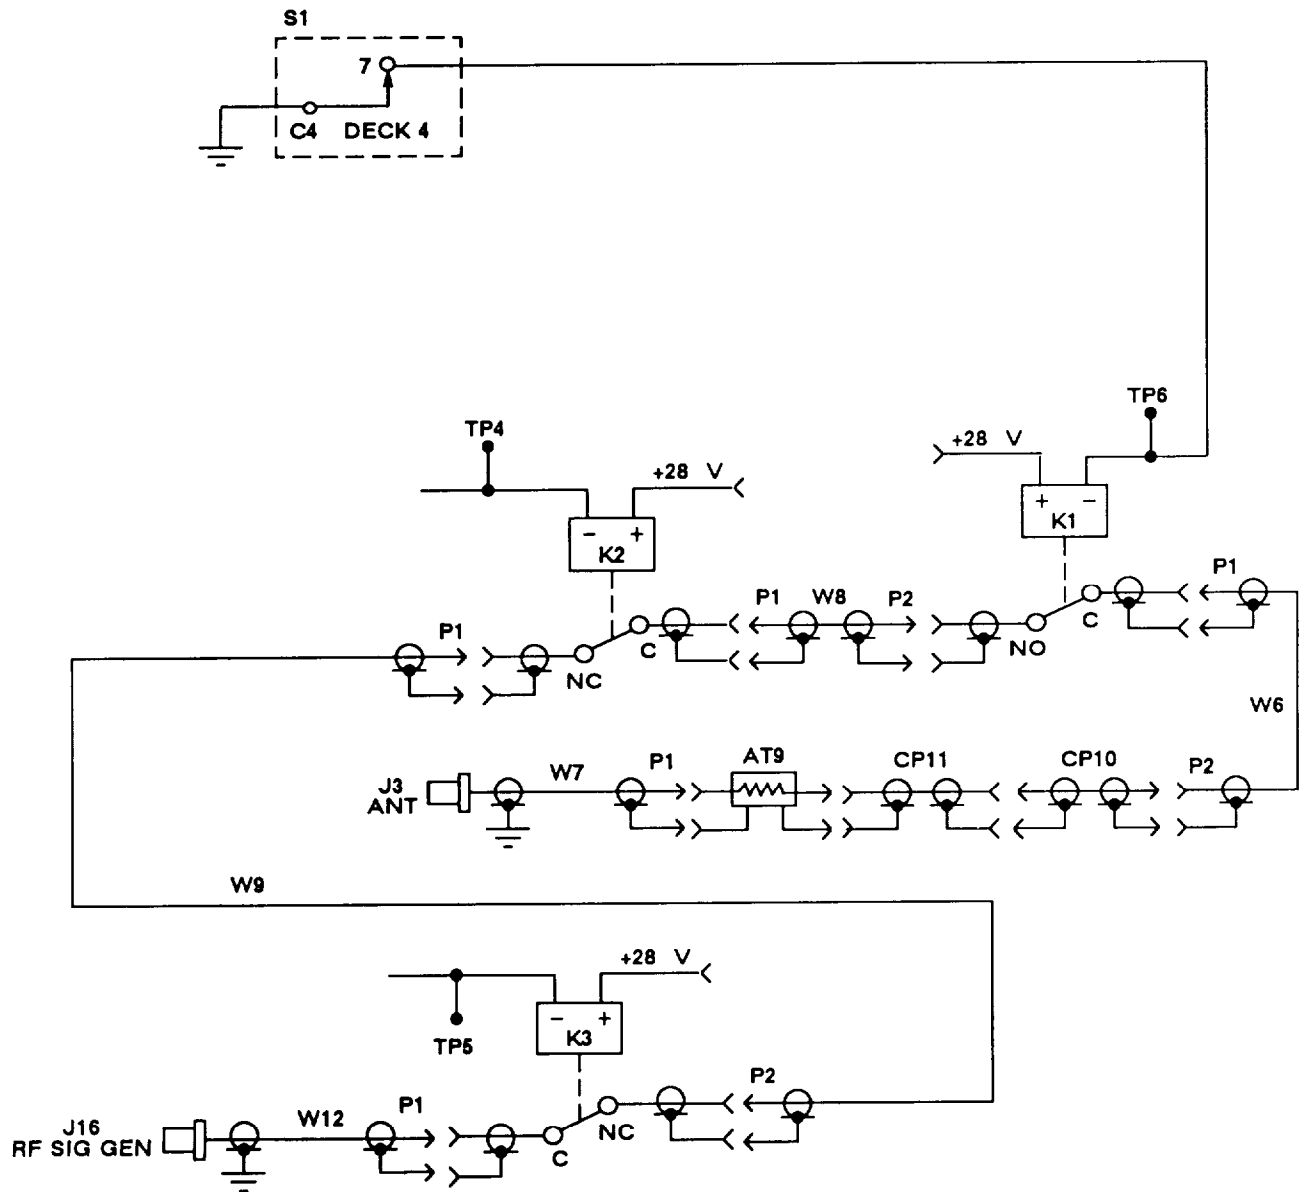 S1
7
C4 DECK 4
TP6
TP4
+28 V
+28 V
+ -
K1
- +
K2
P1
P1 W8 P2
P1
C
NO
C
NC
W6
AT9
CP11
CP10
P2
W7
P1
J3
ANT
W9
+28 V
- +
K3
TP5
P2
P1
W12
J16
RF SIG GEN
NC
C